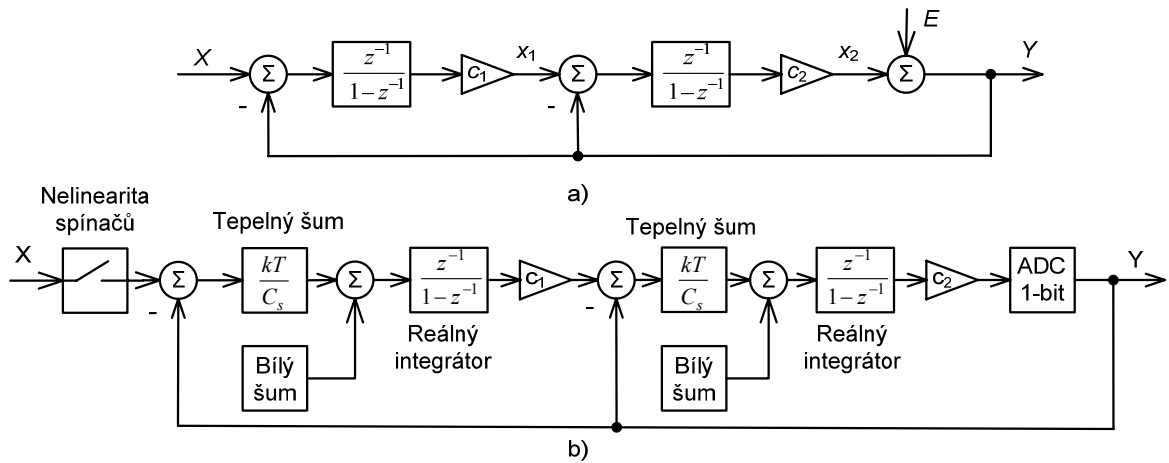 E
X
Σ
z⁻¹
1−z⁻¹
c₁
x₁
Σ
z⁻¹
1−z⁻¹
c₂
x₂
Σ
Y
-
-
a)
Nelinearita
spínačů
Tepelný šum
Tepelný šum
X
Σ
kT
Cₛ
Σ
z⁻¹
1−z⁻¹
c₁
Σ
kT
Cₛ
Σ
z⁻¹
1−z⁻¹
c₂
ADC
1-bit
Y
-
-
Bílý
šum
Reálný
integrátor
Bílý
šum
Reálný
integrátor
b)